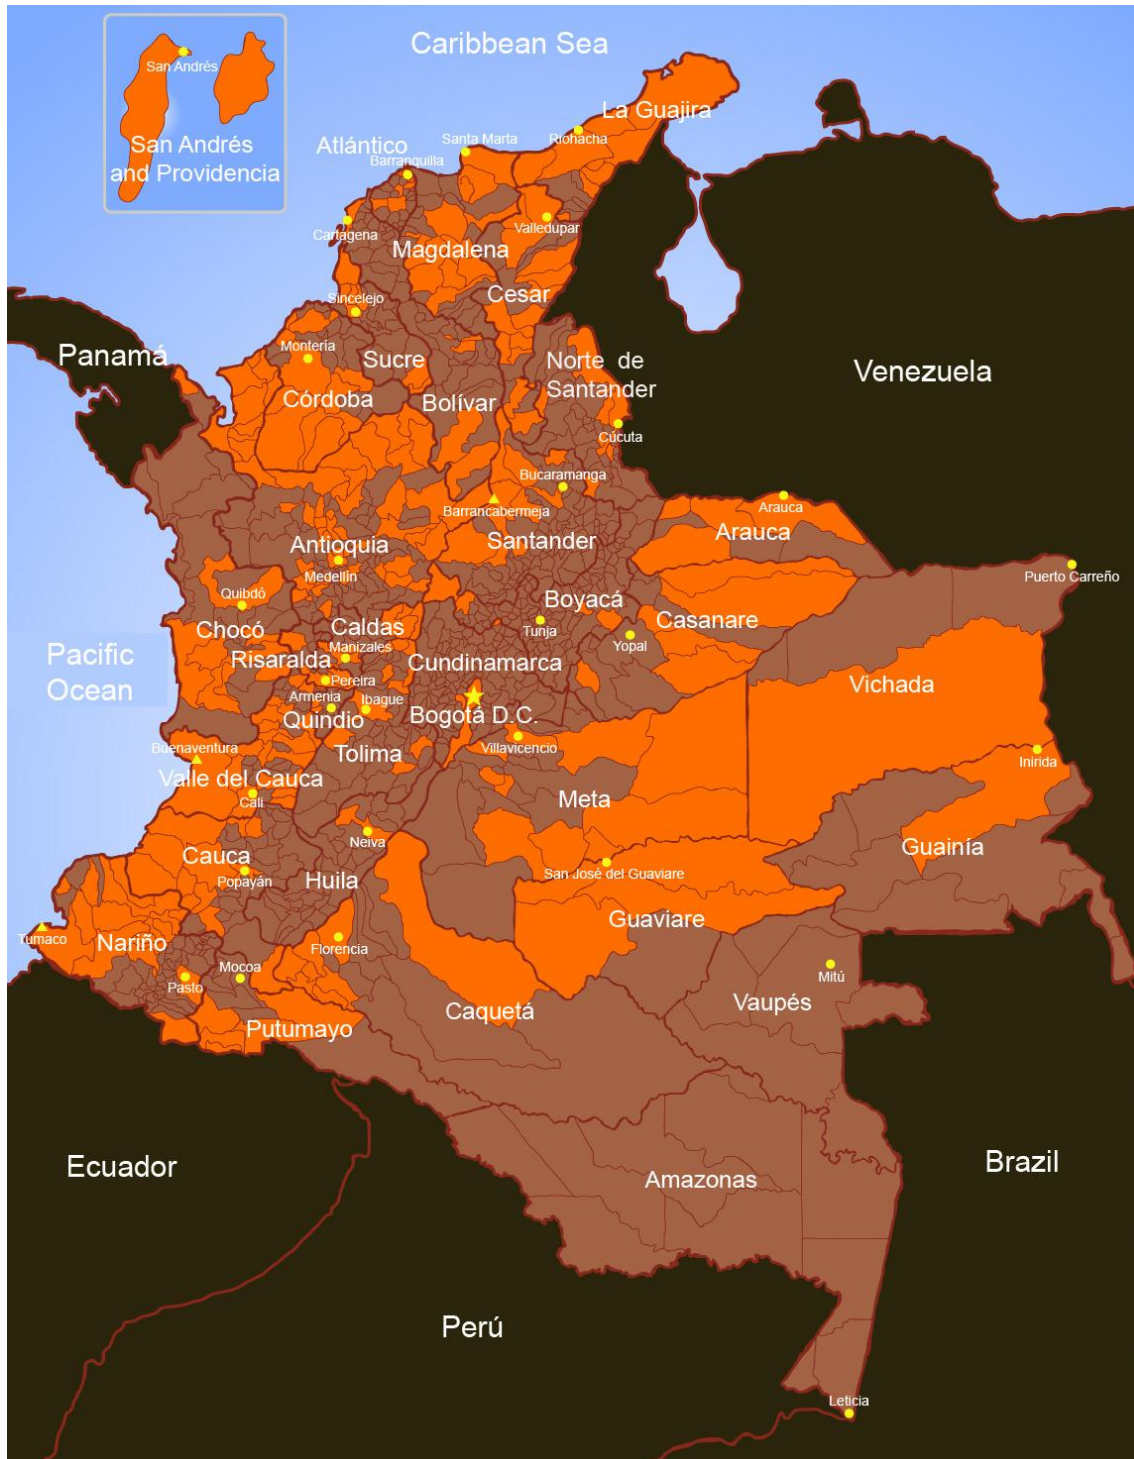 Caribbean Sea
San Andrés
San Andrés
and Providencia
La Guajira
Riohacha
Santa Marta
Atlántico
Barranquilla
Cartagena
Valledupar
Magdalena
Cesar
Sincelejo
Panamá
Montería
Sucre
Norte de
Santander
Venezuela
Córdoba
Bolívar
Cúcuta
Bucaramanga
Barrancabermeja
Arauca
Arauca
Santander
Antioquia
Medellín
Puerto Carreño
Quibdó
Chocó
Boyacá
Tunja
Casanare
Yopal
Caldas
Manizales
Pacific
Ocean
Risaralda
Cundinamarca
Pereira
Vichada
Armenia
Ibague
Quindio
Bogotá D.C.
Villavicencio
Buenaventura
Tolima
Inirida
Valle del Cauca
Cali
Meta
Neiva
Guainía
Cauca
Popayán
Huila
San José del Guaviare
Guaviare
Tumaco
Nariño
Florencia
Mocoa
Pasto
Mitú
Vaupés
Caquetá
Putumayo
Ecuador
Brazil
Amazonas
Perú
Leticia